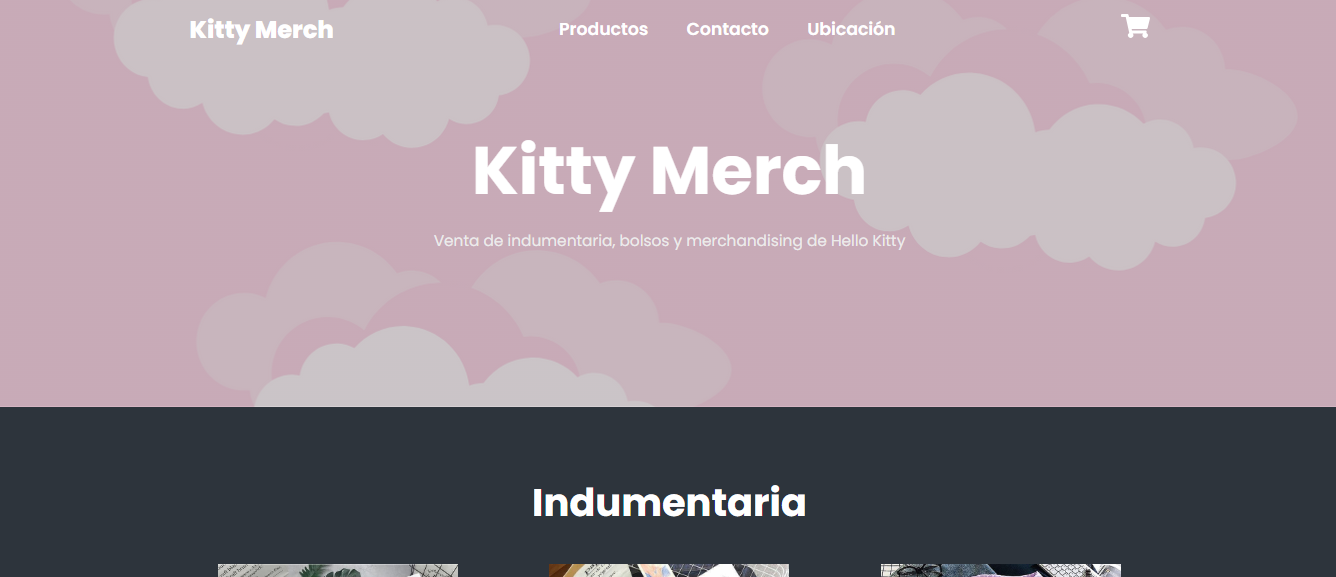 Kitty Merch
Productos
Contacto
Ubicación
Kitty Merch
Venta de indumentaria, bolsos y merchandising de Hello Kitty
Indumentaria